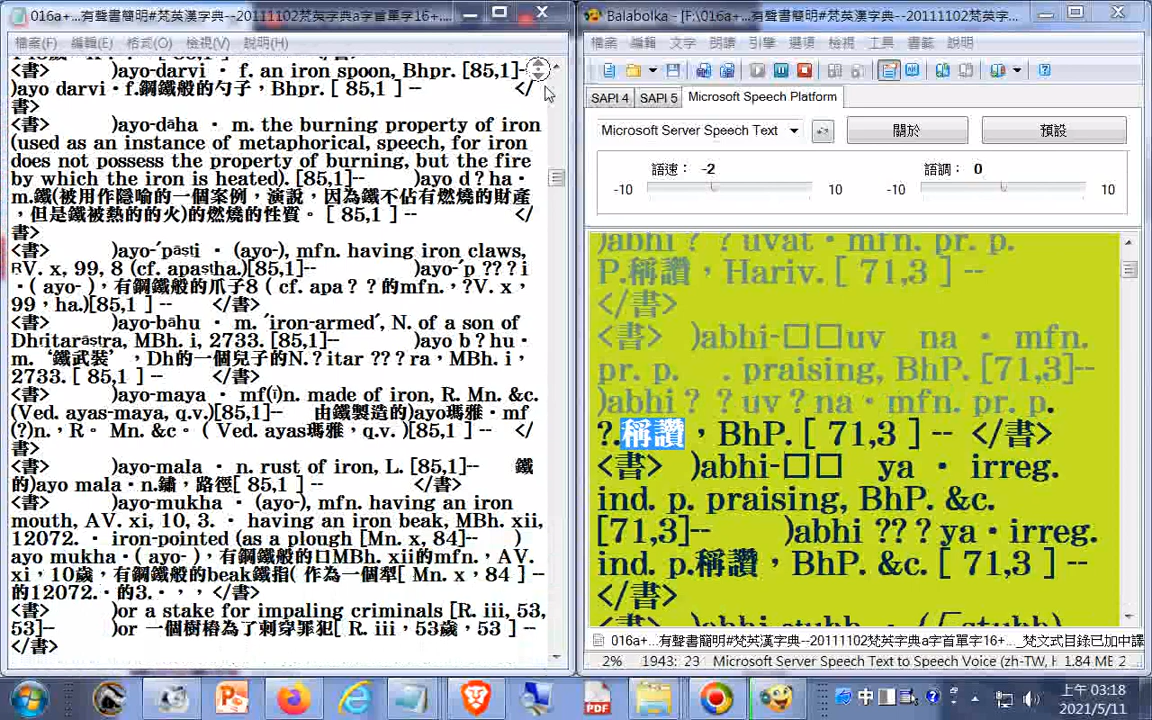 016a+...有聲書簡明#梵英漢字典--20111102梵英字典a字首單字16+...
檔案(F) 編輯(E) 格式(O) 檢視(V) 說明(H)
<書> )ayo-darvi · f. an iron spoon, Bhpr. [85,1]--
)ayo darvi·f.鋼鐵般的勺子，Bhpr. [ 85,1 ] -- </
書>
<書> )ayo-dāha · m. the burning property of iron
(used as an instance of metaphorical, speech, for iron
does not possess the property of burning, but the fire
by which the iron is heated). [85,1]-- )ayo d?ha·
m.鐵(被用作隱喻的一個案例，演說，因為鐵不佔有燃燒的財產
，但是鐵被熱的的火)的燃燒的性質。[ 85,1 ] -- </
書>
<書> )ayo-´pāṣṭi · (ayo-), mfn. having iron claws,
RV. x, 99, 8 (cf. apaṣṭha.)[85,1]-- )ayo-´p ???i
·( ayo- )，有鋼鐵般的爪子8 ( cf. apa? ?的mfn.，?V. x，
99，ha.)[85,1 ] -- </書>
<書> )ayo-bāhu · m. ´iron-armed´, N. of a son of
Dhṛitarāṣṭra, MBh. i, 2733. [85,1]-- )ayo b?hu·
m.‘鐵武裝’，Dh的一個兒子的N.?itar ???ra，MBh. i，
2733. [ 85,1 ] -- </書>
<書> )ayo-maya · mf(ī)n. made of iron, R. Mn. &c.
(Ved. ayas-maya, q.v.)[85,1]-- 由鐵製造的)ayo瑪雅·mf
(?)n.，R。Mn. &c。( Ved. ayas瑪雅，q.v. )[85,1 ] -- </
書>
<書> )ayo-mala · n. rust of iron, L. [85,1]-- 鐵
的)ayo mala·n.鏽，路徑[ 85,1 ] -- </書>
<書> )ayo-mukha · (ayo-), mfn. having an iron
mouth, AV. xi, 10, 3. · having an iron beak, MBh. xii,
12072. · iron-pointed (as a plough [Mn. x, 84]-- )
ayo mukha·( ayo- )，有鋼鐵般的口MBh. xii的mfn.，AV.
xi，10歲，有鋼鐵般的beak鐵指( 作為一個犁[ Mn. x，84 ] --
的12072.·的3.·，，</書>
<書> )or a stake for impaling criminals [R. iii, 53,
53]-- )or 一個樹樁為了刺穿罪犯[ R. iii，53歲，53 ] --
</書>
Balabolka - [F:\016a+...有聲書簡明#梵英漢字典--20111102梵英字...
檔案 編輯 文字 朗讀 引擎 選項 檢視 工具 書籤 說明
SAPI 4 SAPI 5 Microsoft Speech Platform
Microsoft Server Speech Text 關於 預設
語速： -2 語調： 0
-10 10 -10 10
)abhi ? ? uvat·mfn. pr. p.
P.稱讚，Hariv. [ 71,3 ] --
</書>
<書> )abhi-□□uv na · mfn.
pr. p. . praising, BhP. [71,3]--
)abhi ? ? uv ? na·mfn. pr. p.
?.稱讚，BhP. [ 71,3 ] -- </書>
<書> )abhi-□□ ya · irreg.
ind. p. praising, BhP. &c.
[71,3]-- )abhi ??? ya·irreg.
ind. p.稱讚，BhP. &c. [ 71,3 ] --
</書>
016a+...有聲書簡明#梵英漢字典--20111102梵英字典a字首單字16+..._梵文式目錄已加中譯
2% 1943: 23 Microsoft Server Speech Text to Speech Voice (zh-TW, H 1.84 ME 2
中
上午 03:18
2021/5/11